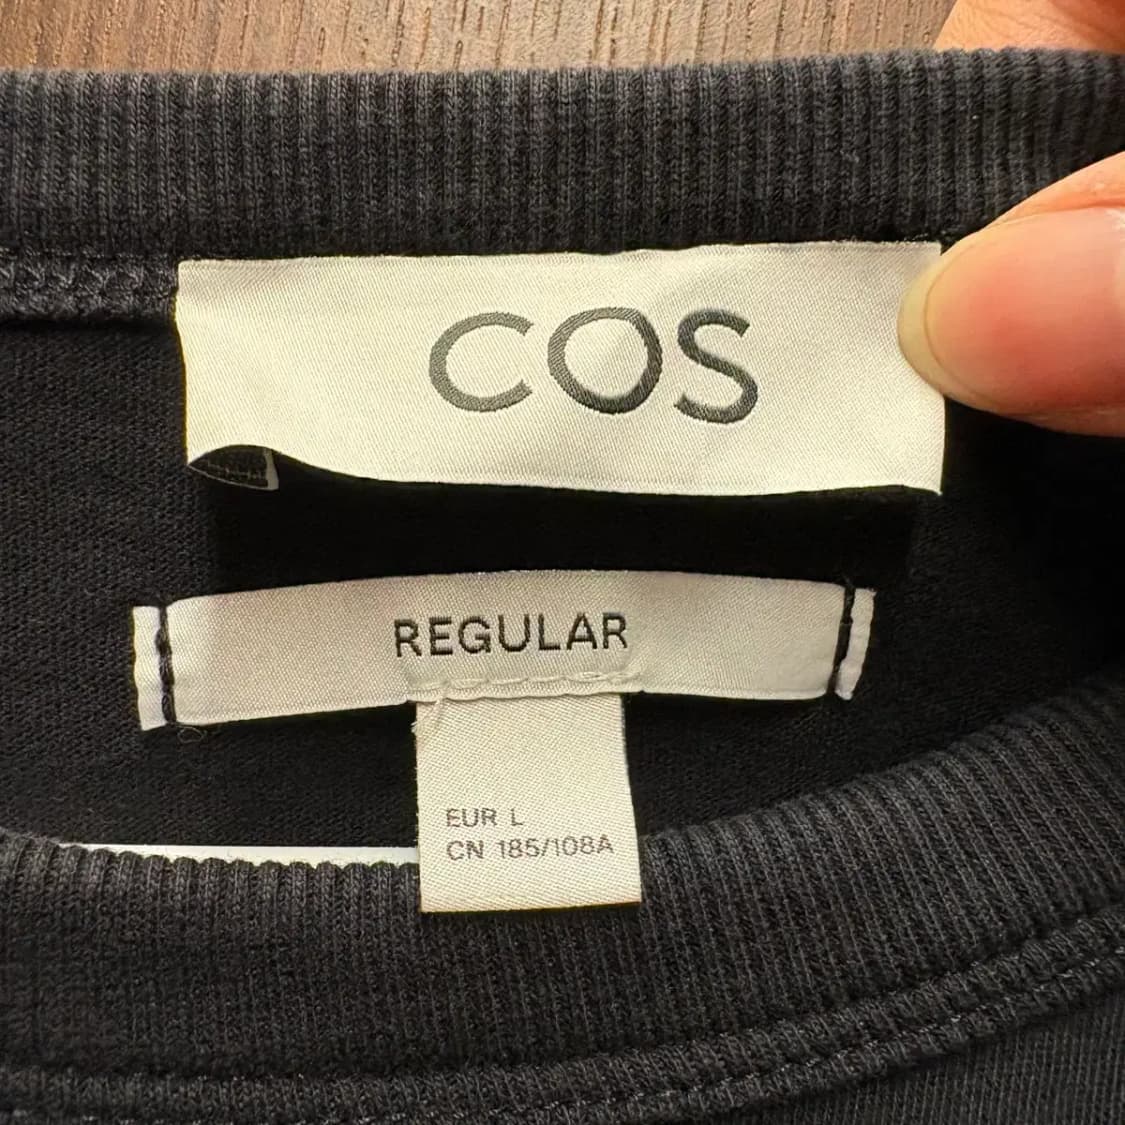 COS
REGULAR
EUR L
CN 185/108A